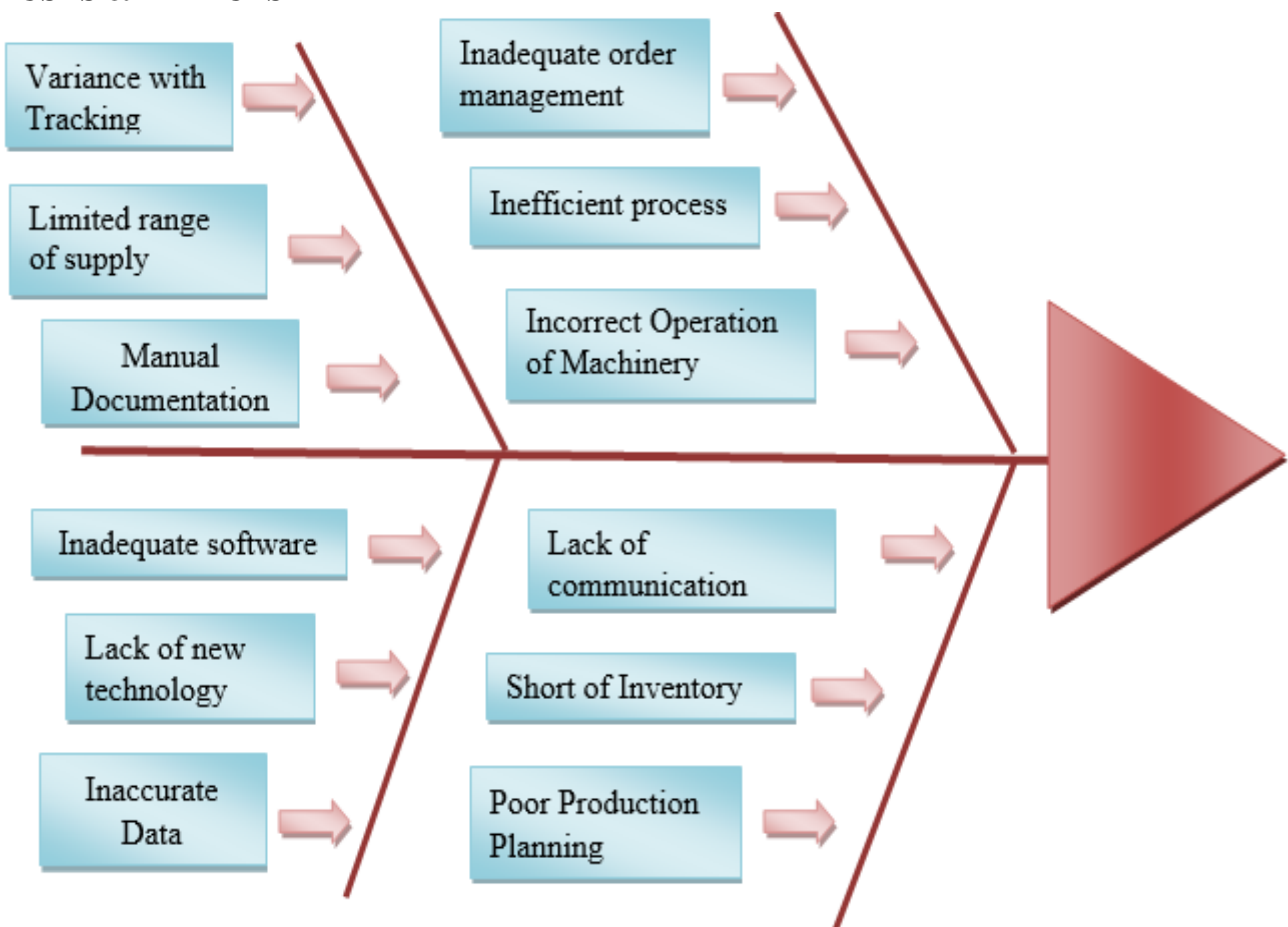 Variance with
Tracking
Limited range
of supply
Manual
Documentation
Inadequate order
management
Inefficient process
Incorrect Operation
of Machinery
Inadequate software
Lack of new
technology
Inaccurate
Data
Lack of
communication
Short of Inventory
Poor Production
Planning